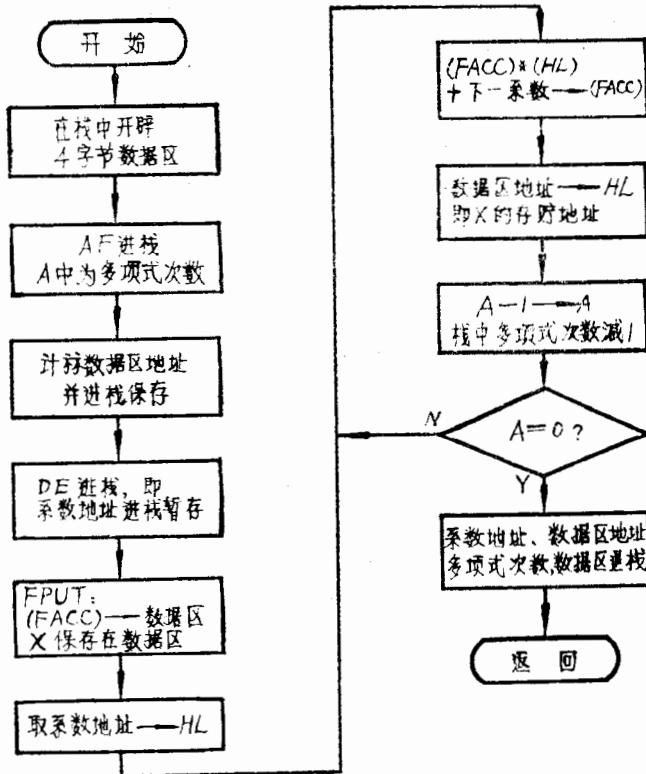 开 始
在栈中开辟
4字节数据区
AF进栈
A中为多项式次数
计算数据区地址
并进栈保存
DE进栈, 即
系数地址进栈暂存
FPUT:
(FACC)→数据区
X保存在数据区
取系数地址→HL
(FACC)*(HL)
+下一系数→(FACC)
数据区地址→HL
即X的存贮地址
A-1→A
栈中多项式次数减1
A=0?
N
Y
系数地址、数据区地址
多项式次数,数据区退栈
返 回